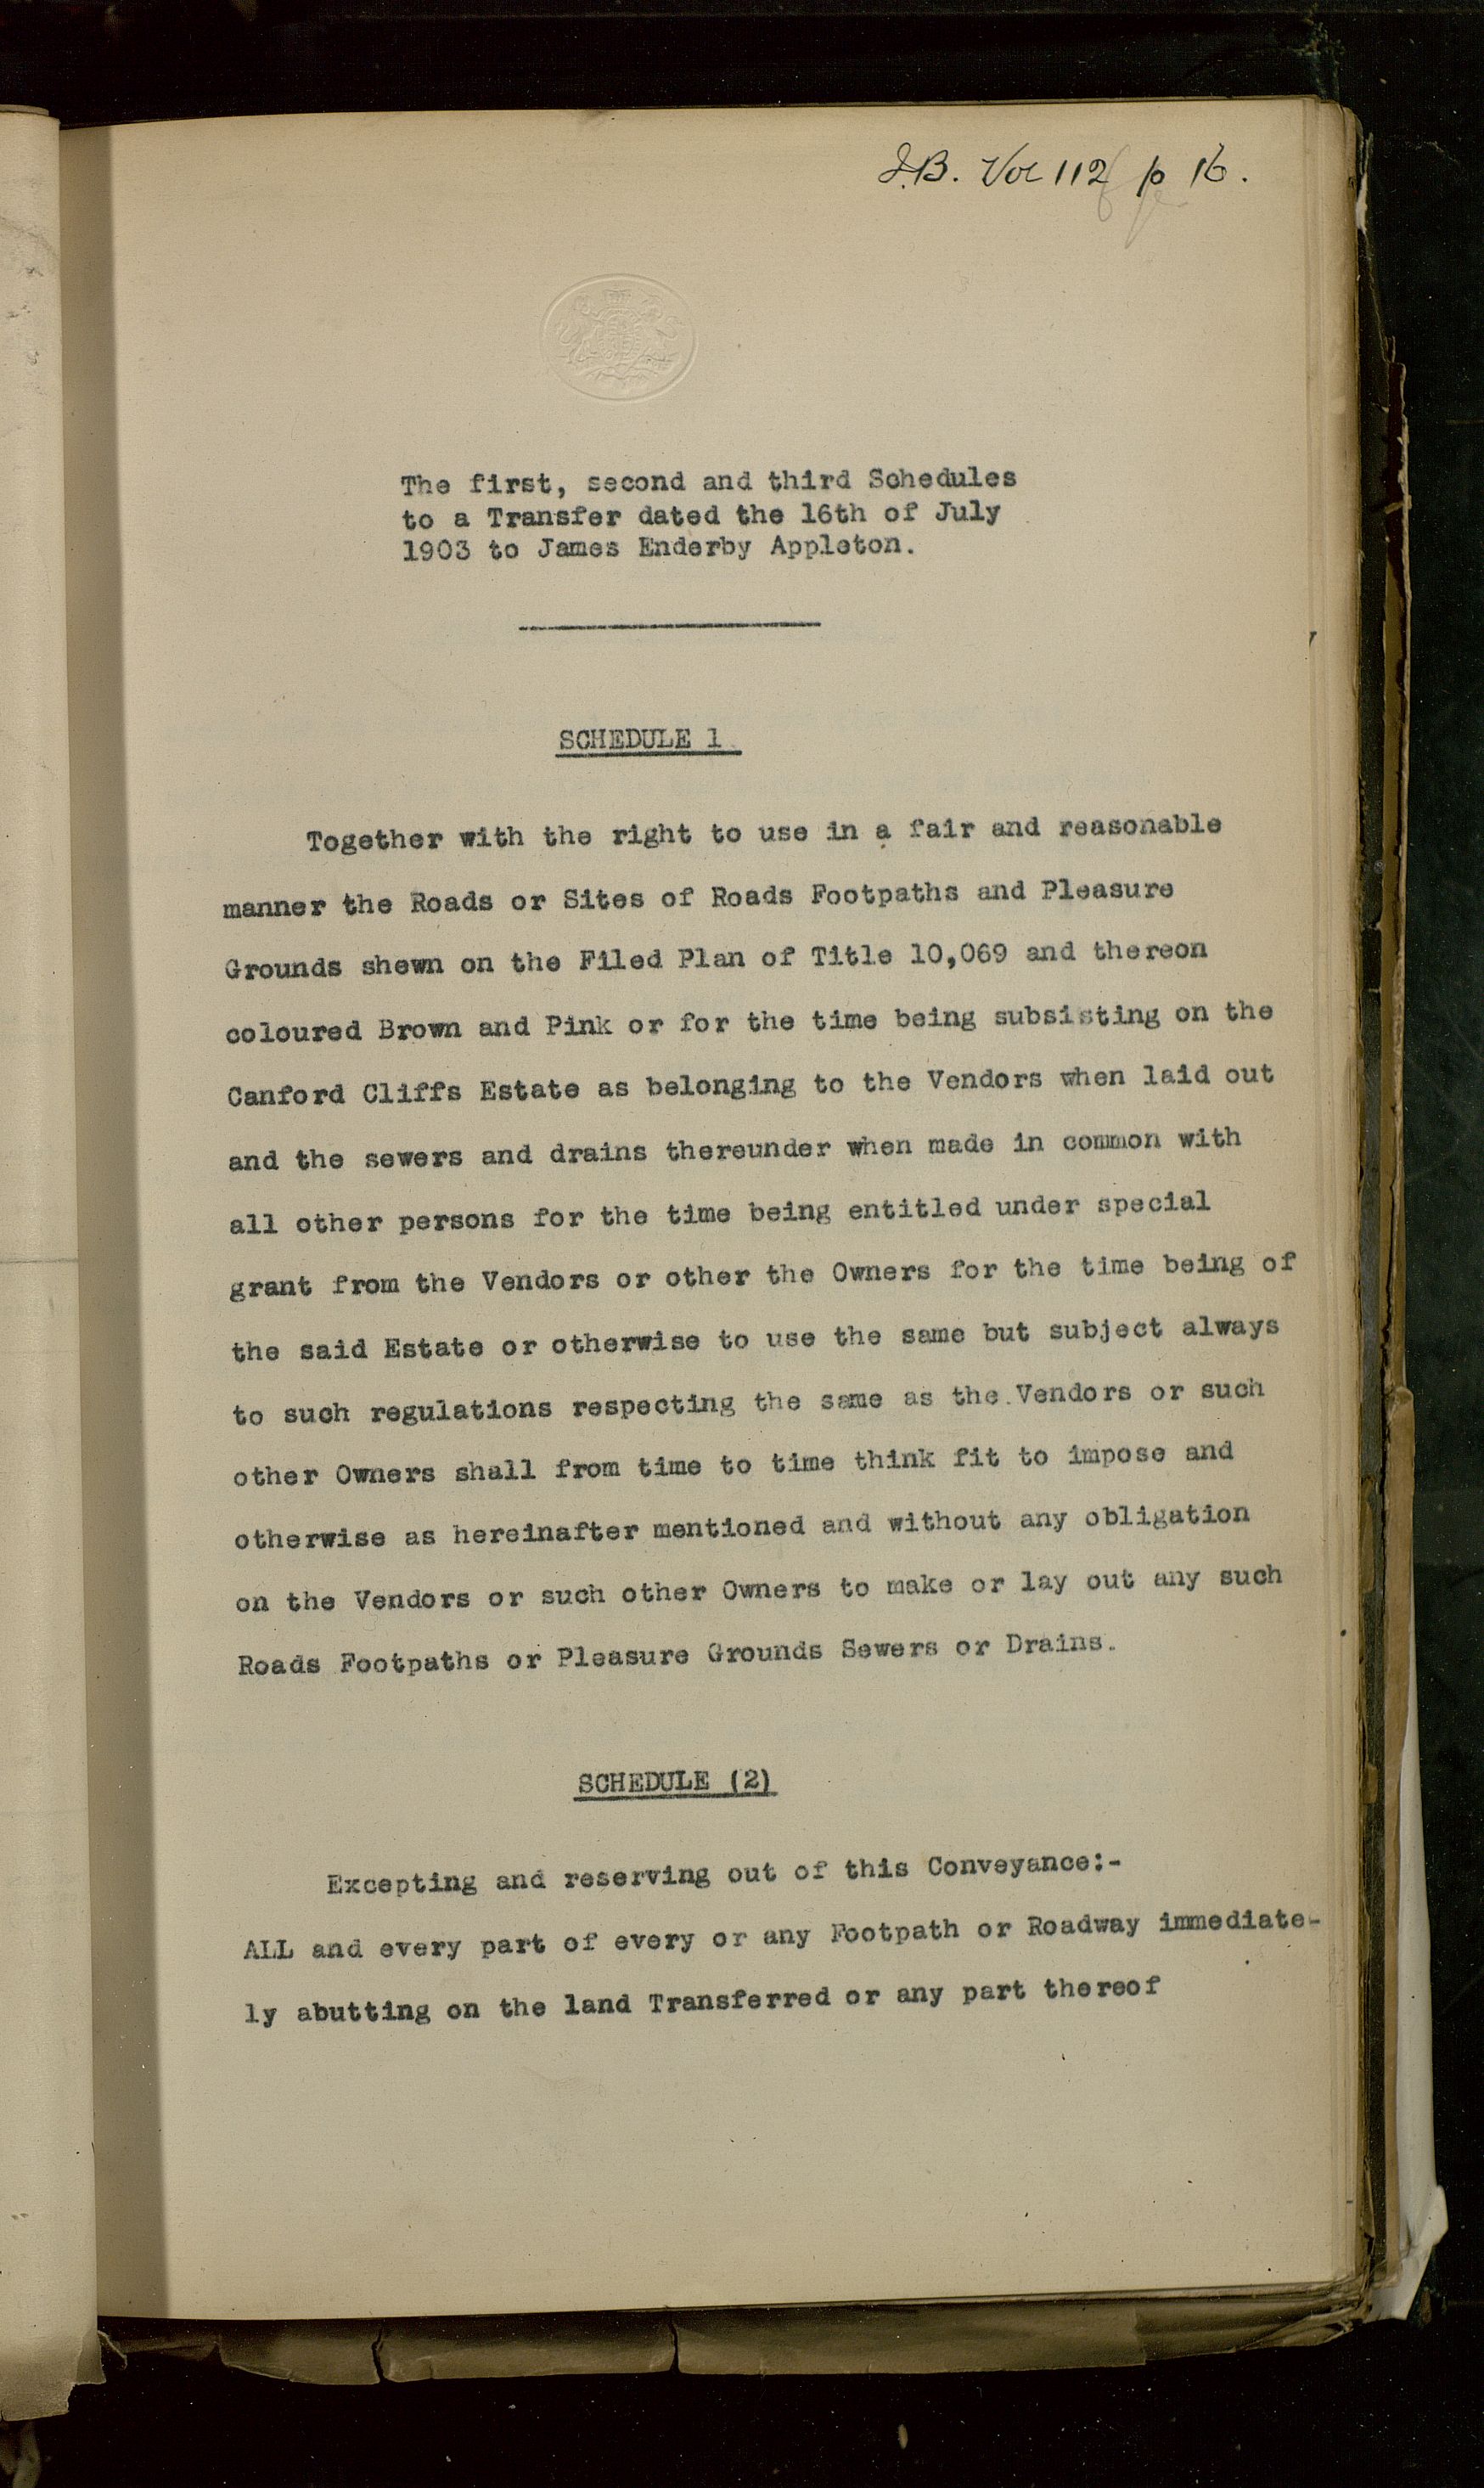 I.B. Vol 112 p 16.
The first, second and third Schedules
to a Transfer dated the 16th of July
1903 to James Enderby Appleton.
SCHEDULE 1.
Together with the right to use in a fair and reasonable
manner the Roads or Sites of Roads Footpaths and Pleasure
Grounds shewn on the Filed Plan of Title 10,069 and thereon
coloured Brown and Pink or for the time being subsisting on the
Canford Cliffs Estate as belonging to the Vendors when laid out
and the sewers and drains thereunder when made in common with
all other persons for the time being entitled under special
grant from the Vendors or other the Owners for the time being of
the said Estate or otherwise to use the same but subject always
to such regulations respecting the same as the Vendors or such
other Owners shall from time to time think fit to impose and
otherwise as hereinafter mentioned and without any obligation
on the Vendors or such other Owners to make or lay out any such
Roads Footpaths or Pleasure Grounds Sewers or Drains.
SCHEDULE (2)
Excepting and reserving out of this Conveyance:-
ALL and every part of every or any Footpath or Roadway immediate-
ly abutting on the land Transferred or any part thereof